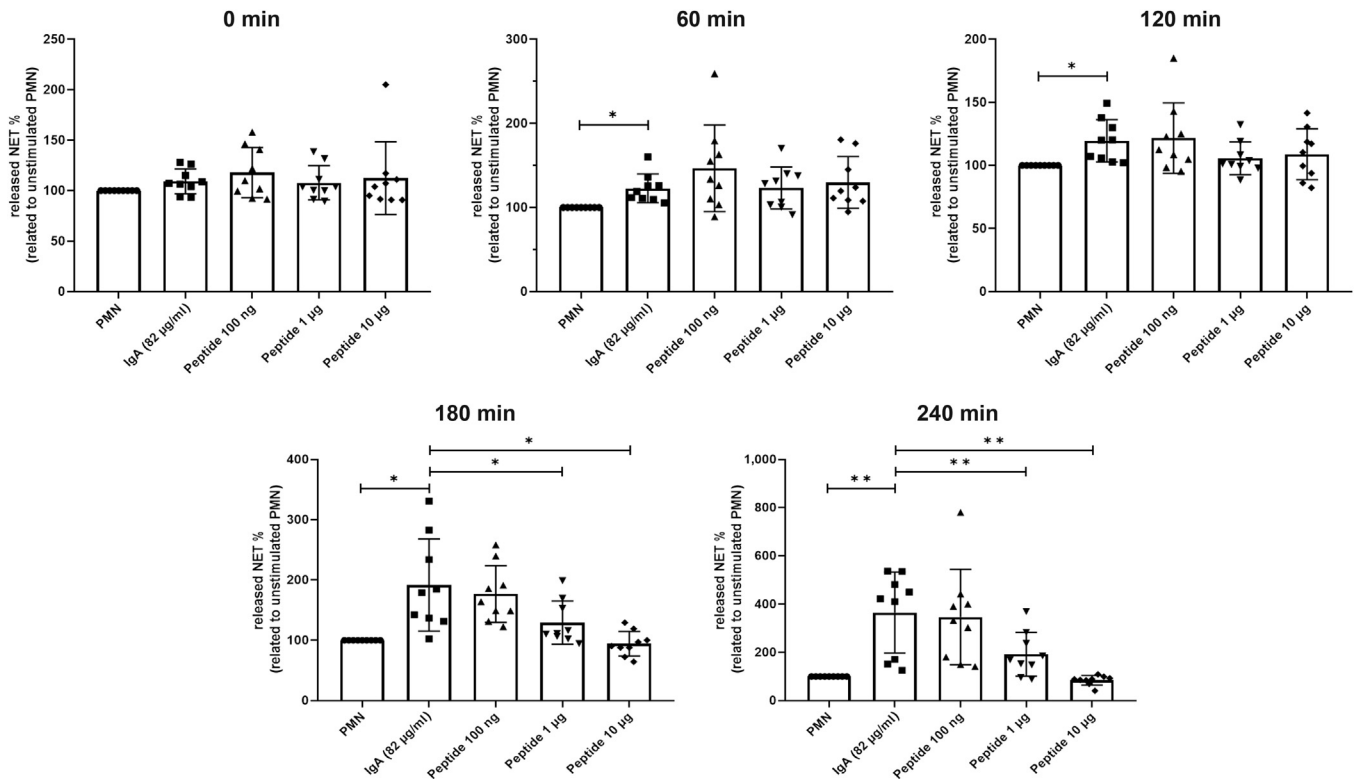 0 min
released NET %
(related to unstimulated PMN)
250
200
150
100
50
0
PMN
IgA (82 µg/ml)
Peptide 100 ng
Peptide 1 µg
Peptide 10 µg
60 min
released NET %
(related to unstimulated PMN)
300
200
150
100
50
0
*
PMN
IgA (82 µg/ml)
Peptide 100 ng
Peptide 1 µg
Peptide 10 µg
120 min
released NET %
(related to unstimulated PMN)
200
150
100
50
0
*
PMN
IgA (82 µg/ml)
Peptide 100 ng
Peptide 1 µg
Peptide 10 µg
180 min
released NET %
(related to unstimulated PMN)
400
300
200
100
0
*
*
*
PMN
IgA (82 µg/ml)
Peptide 100 ng
Peptide 1 µg
Peptide 10 µg
240 min
released NET %
(related to unstimulated PMN)
1,000
800
600
400
200
0
**
**
**
PMN
IgA (82 µg/ml)
Peptide 100 ng
Peptide 1 µg
Peptide 10 µg